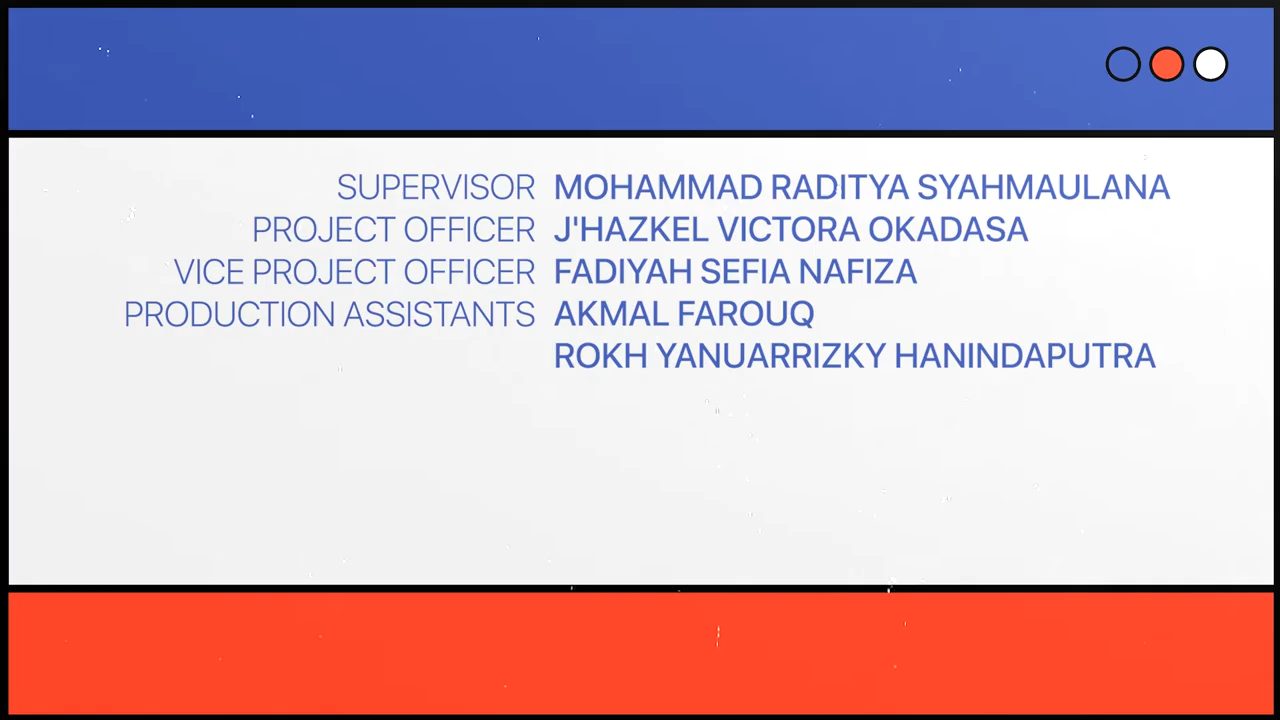 SUPERVISOR MOHAMMAD RADITYA SYAHMAULANA
PROJECT OFFICER J'HAZKEL VICTORA OKADASA
VICE PROJECT OFFICER FADIYAH SEFIA NAFIZA
PRODUCTION ASSISTANTS AKMAL FAROUQ
ROKH YANUARRIZKY HANINDAPUTRA